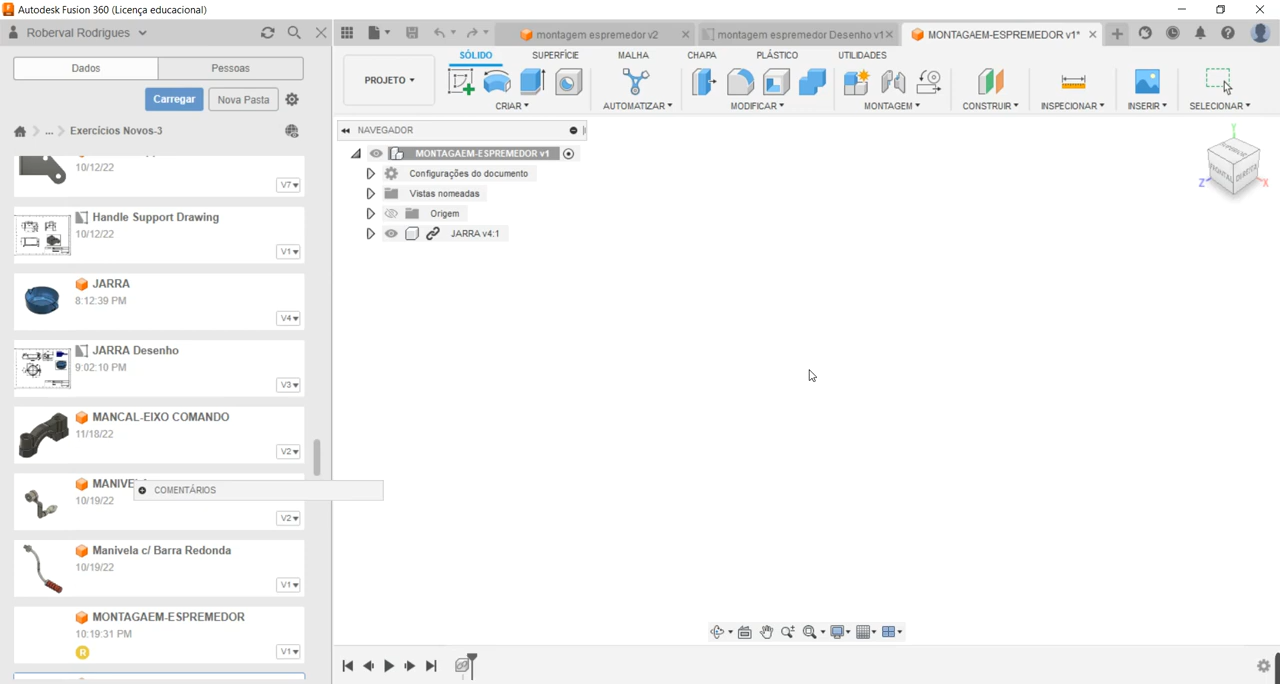 Autodesk Fusion 360 (Licença educacional)
Roberval Rodrigues
montagem espremedor v2
montagem espremedor Desenho v1
MONTAGAEM-ESPREMEDOR v1*
Dados
Pessoas
Carregar
Nova Pasta
... Exercícios Novos-3
10/12/22
V7
Handle Support Drawing
10/12/22
V1
JARRA
8:12:39 PM
V4
JARRA Desenho
9:02:10 PM
V3
MANCAL-EIXO COMANDO
11/18/22
V2
MANIVE
10/19/22
V2
Manivela c/ Barra Redonda
10/19/22
V1
MONTAGAEM-ESPREMEDOR
10:19:31 PM
R
V1
COMENTÁRIOS
PROJETO
SÓLIDO
SUPERFÍCIE
MALHA
CHAPA
PLÁSTICO
UTILIDADES
CRIAR
AUTOMATIZAR
MODIFICAR
MONTAGEM
CONSTRUIR
INSPECIONAR
INSERIR
SELECIONAR
NAVEGADOR
MONTAGAEM-ESPREMEDOR v1
Configurações do documento
Vistas nomeadas
Origem
JARRA v4:1
Y
SUPERIOR
FRONTAL
DIREITA
Z
X